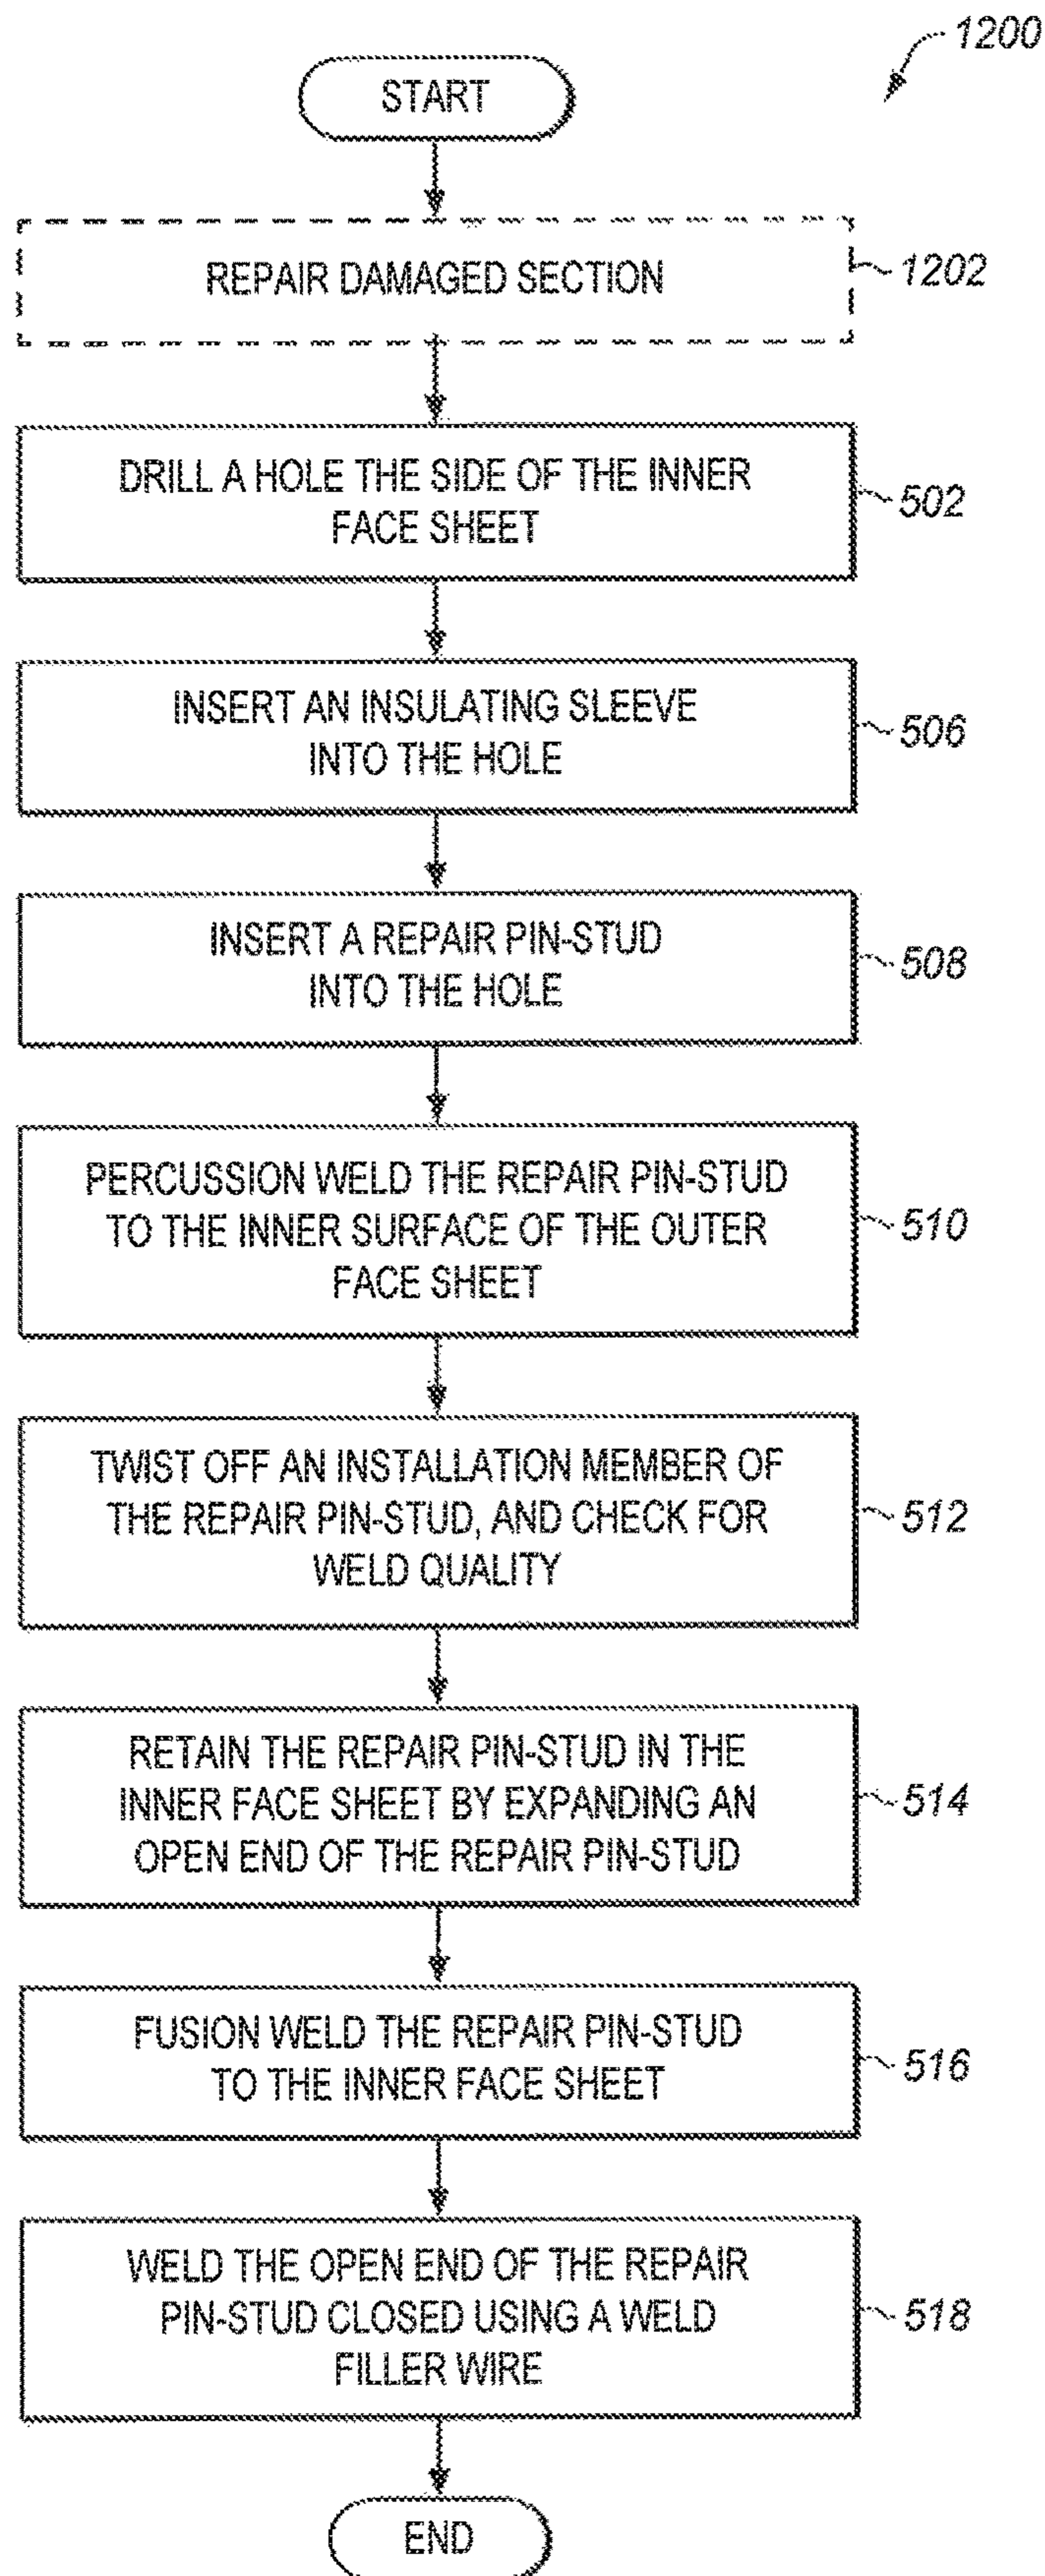 1200
START
REPAIR DAMAGED SECTION
1202
DRILL A HOLE THE SIDE OF THE INNER
FACE SHEET
502
INSERT AN INSULATING SLEEVE
INTO THE HOLE
506
INSERT A REPAIR PIN-STUD
INTO THE HOLE
508
PERCUSSION WELD THE REPAIR PIN-STUD
TO THE INNER SURFACE OF THE OUTER
FACE SHEET
510
TWIST OFF AN INSTALLATION MEMBER OF
THE REPAIR PIN-STUD, AND CHECK FOR
WELD QUALITY
512
RETAIN THE REPAIR PIN-STUD IN THE
INNER FACE SHEET BY EXPANDING AN
OPEN END OF THE REPAIR PIN-STUD
514
FUSION WELD THE REPAIR PIN-STUD
TO THE INNER FACE SHEET
516
WELD THE OPEN END OF THE REPAIR
PIN-STUD CLOSED USING A WELD
FILLER WIRE
518
END